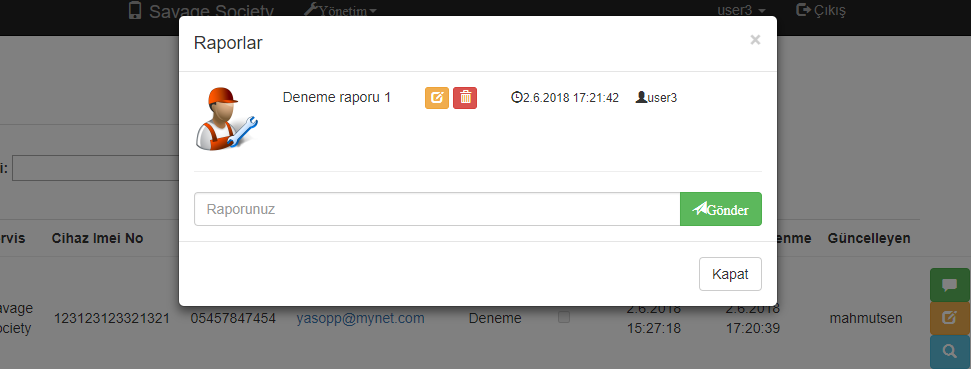 Savage Society Yönetim user3 Çıkış
Raporlar ×
Deneme raporu 1 2.6.2018 17:21:42 user3
i:
Raporunuz Gönder
rvis Cihaz Imei No enme Güncelleyen
Kapat
avage
ociety
123123123321321 05457847454 yasopp@mynet.com Deneme
2.6.2018
15:27:18
2.6.2018
17:20:39
mahmutsen